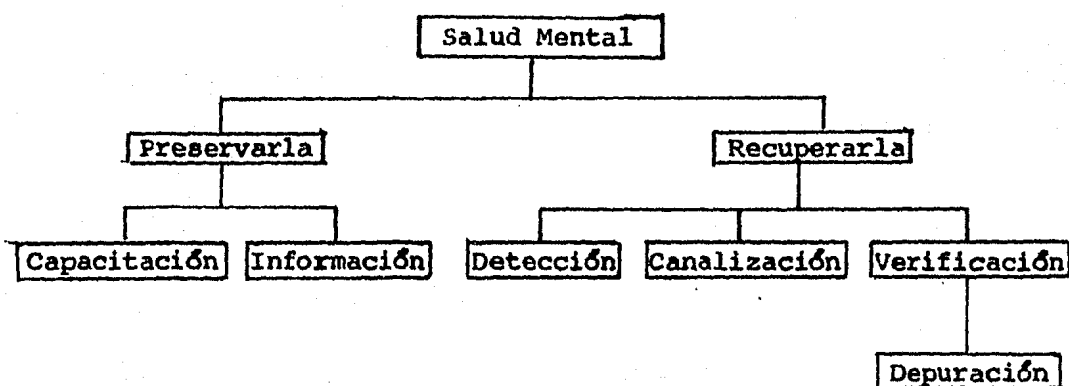 Salud Mental
Preservarla Recuperarla
Capacitación Información Detección Canalización Verificación
Depuración